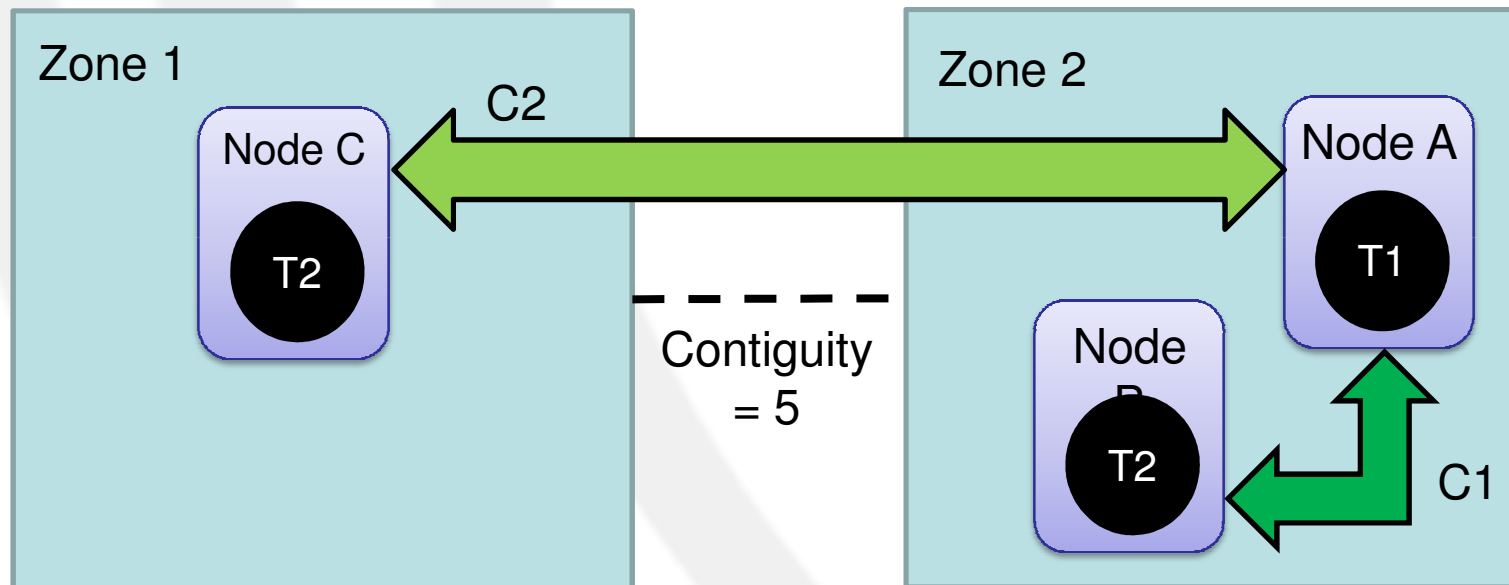 Zone 1
C2
Node C
T2
Contiguity
= 5
Zone 2
Node A
T1
Node
T2
C1